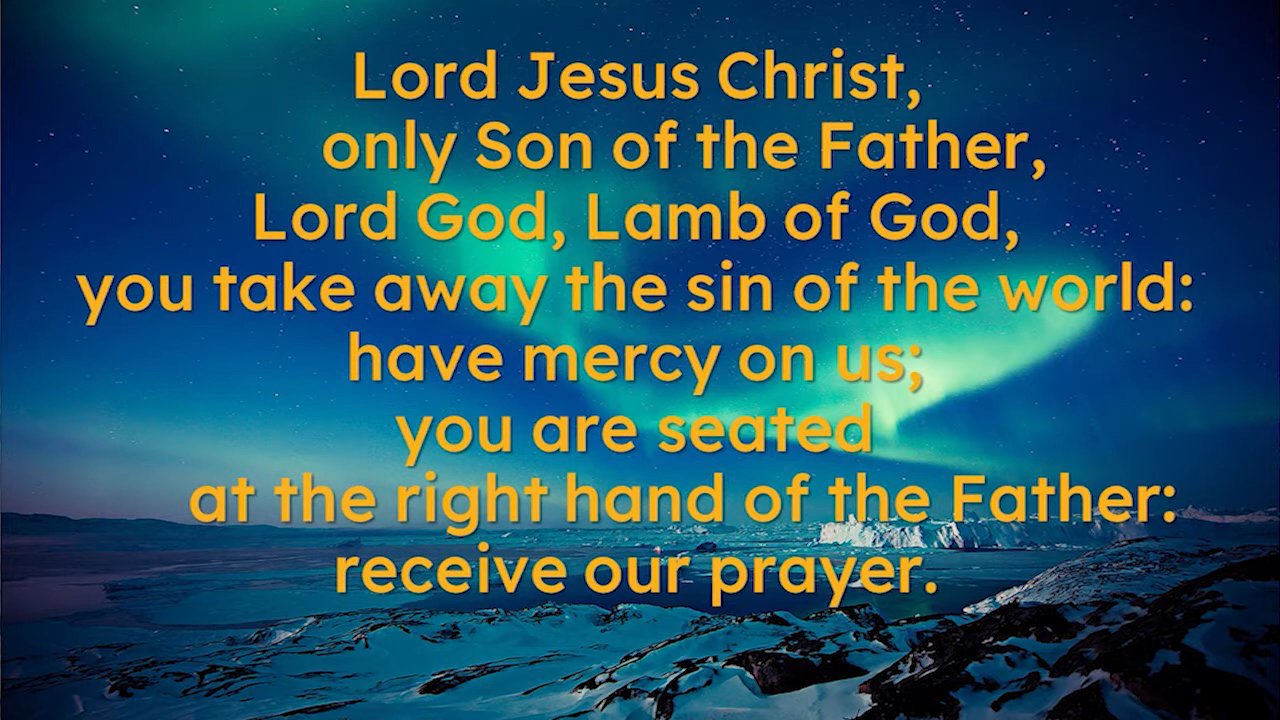 Lord Jesus Christ,
only Son of the Father,
Lord God, Lamb of God,
you take away the sin of the world:
have mercy on us;
you are seated
at the right hand of the Father:
receive our prayer.